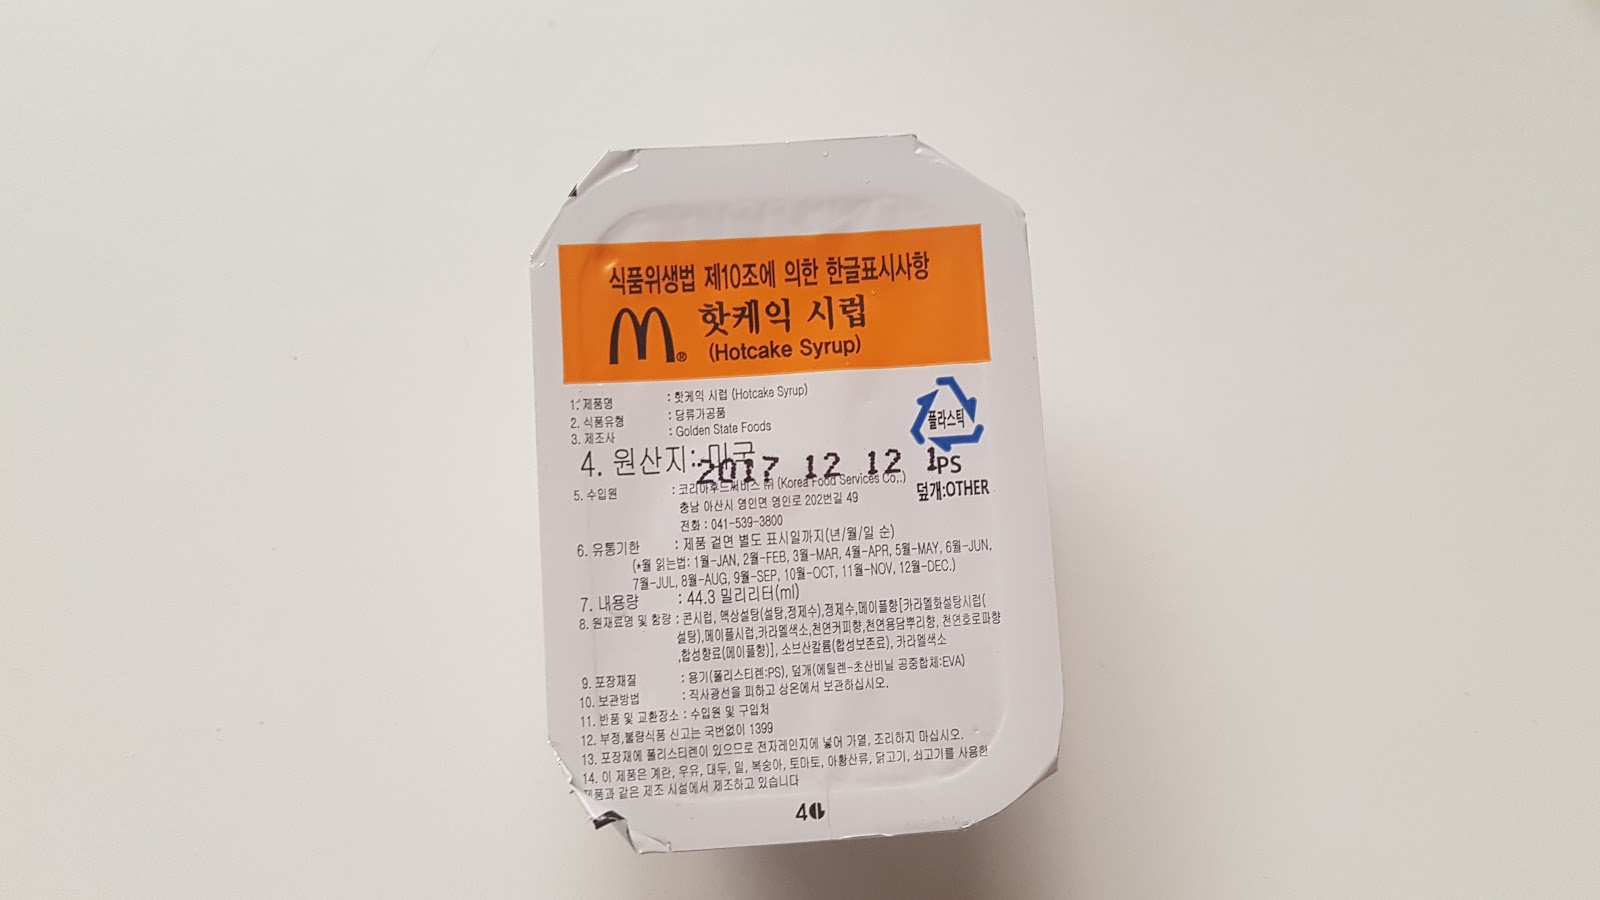 식품위생법 제10조에 의한 한글표시사항
핫케익 시럽
(Hotcake Syrup)
M®
1. 제품명 : 핫케익 시럽 (Hotcake Syrup)
2. 식품유형 : 당류가공품
3. 제조사 : Golden State Foods
플라스틱
4. 원산지: 미국
2017 12 12 1
PS
덮개:OTHER
5. 수입원 : 코리아후드써비스 ㈜ (Korea Food Services Co,.)
충남 아산시 영인면 영인로 202번길 49
전화 : 041-539-3800
6. 유통기한 : 제품 겉면 별도 표시일까지(년/월/일 순)
(*월 읽는법: 1월-JAN, 2월-FEB, 3월-MAR, 4월-APR, 5월-MAY, 6월-JUN,
7월-JUL, 8월-AUG, 9월-SEP, 10월-OCT, 11월-NOV, 12월-DEC.)
7. 내용량 : 44.3 밀리리터(ml)
8. 원재료명 및 함량 : 콘시럽, 액상설탕(설탕,정제수),정제수,메이플향[카라멜화설탕시럽(
설탕),메이플시럽,카라멜색소,천연커피향,천연용담뿌리향, 천연호로파향
,합성향료(메이플향)], 소브산칼륨(합성보존료), 카라멜색소
9. 포장재질 : 용기(폴리스티렌:PS), 덮개(에틸렌-초산비닐 공중합체:EVA)
10. 보관방법 : 직사광선을 피하고 상온에서 보관하십시오.
11. 반품 및 교환장소 : 수입원 및 구입처
12. 부정,불량식품 신고는 국번없이 1399
13. 포장재에 폴리스티렌이 있으므로 전자레인지에 넣어 가열, 조리하지 마십시오.
14. 이 제품은 계란, 우유, 대두, 밀, 복숭아, 토마토, 아황산류, 닭고기, 쇠고기를 사용한
제품과 같은 제조 시설에서 제조하고 있습니다
4